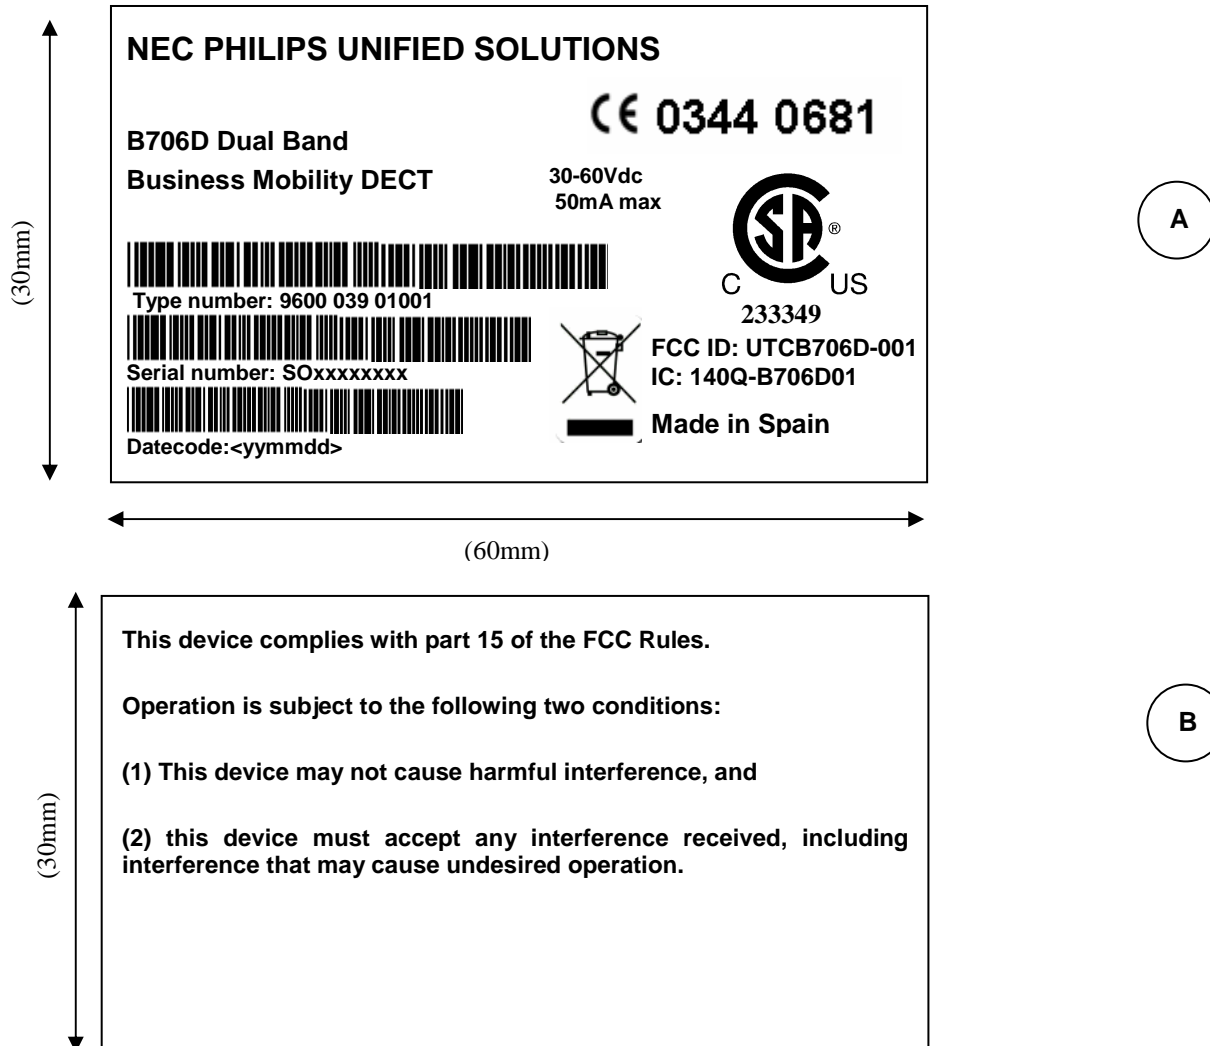 NEC PHILIPS UNIFIED SOLUTIONS
CE 0344 0681
B706D Dual Band
Business Mobility DECT
30-60Vdc
50mA max
SA ®
C US
233349
Type number: 9600 039 01001
Serial number: SOxxxxxxxx
Datecode:<yymmdd>
FCC ID: UTCB706D-001
IC: 140Q-B706D01
Made in Spain
(30mm)
(60mm)
A
This device complies with part 15 of the FCC Rules.
Operation is subject to the following two conditions:
(1) This device may not cause harmful interference, and
(2) this device must accept any interference received, including
interference that may cause undesired operation.
(30mm)
B